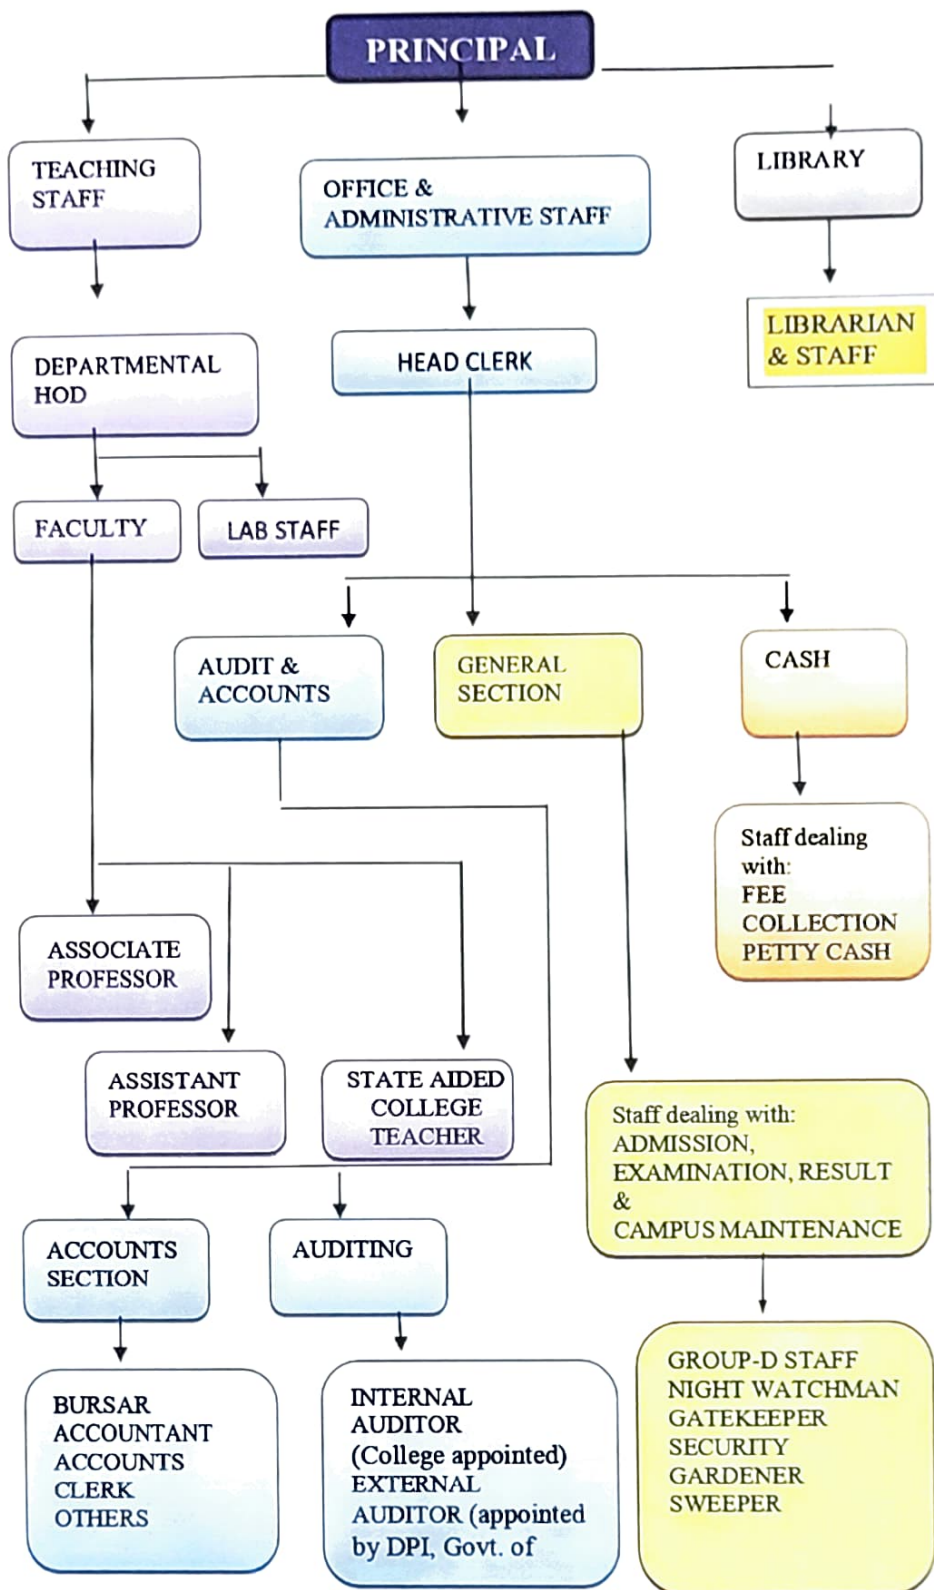 PRINCIPAL
TEACHING
STAFF
OFFICE &
ADMINISTRATIVE STAFF
LIBRARY
LIBRARIAN
& STAFF
DEPARTMENTAL
HOD
HEAD CLERK
FACULTY
LAB STAFF
AUDIT &
ACCOUNTS
GENERAL
SECTION
CASH
Staff dealing
with:
FEE
COLLECTION
PETTY CASH
ASSOCIATE
PROFESSOR
ASSISTANT
PROFESSOR
STATE AIDED
COLLEGE
TEACHER
Staff dealing with:
ADMISSION,
EXAMINATION, RESULT
&
CAMPUS MAINTENANCE
ACCOUNTS
SECTION
AUDITING
BURSAR
ACCOUNTANT
ACCOUNTS
CLERK
OTHERS
INTERNAL
AUDITOR
(College appointed)
EXTERNAL
AUDITOR (appointed
by DPI, Govt. of
GROUP-D STAFF
NIGHT WATCHMAN
GATEKEEPER
SECURITY
GARDENER
SWEEPER